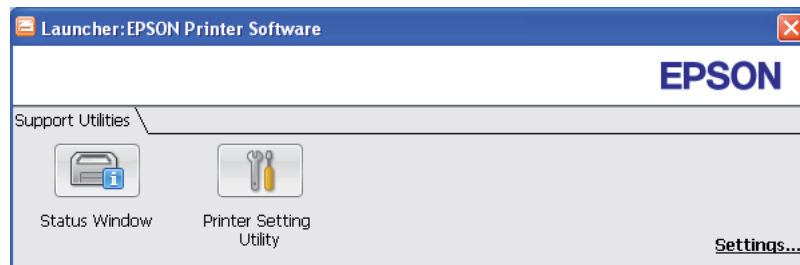 Launcher:EPSON Printer Software
EPSON
Support Utilities
Status Window
Printer Setting
Utility
Settings...